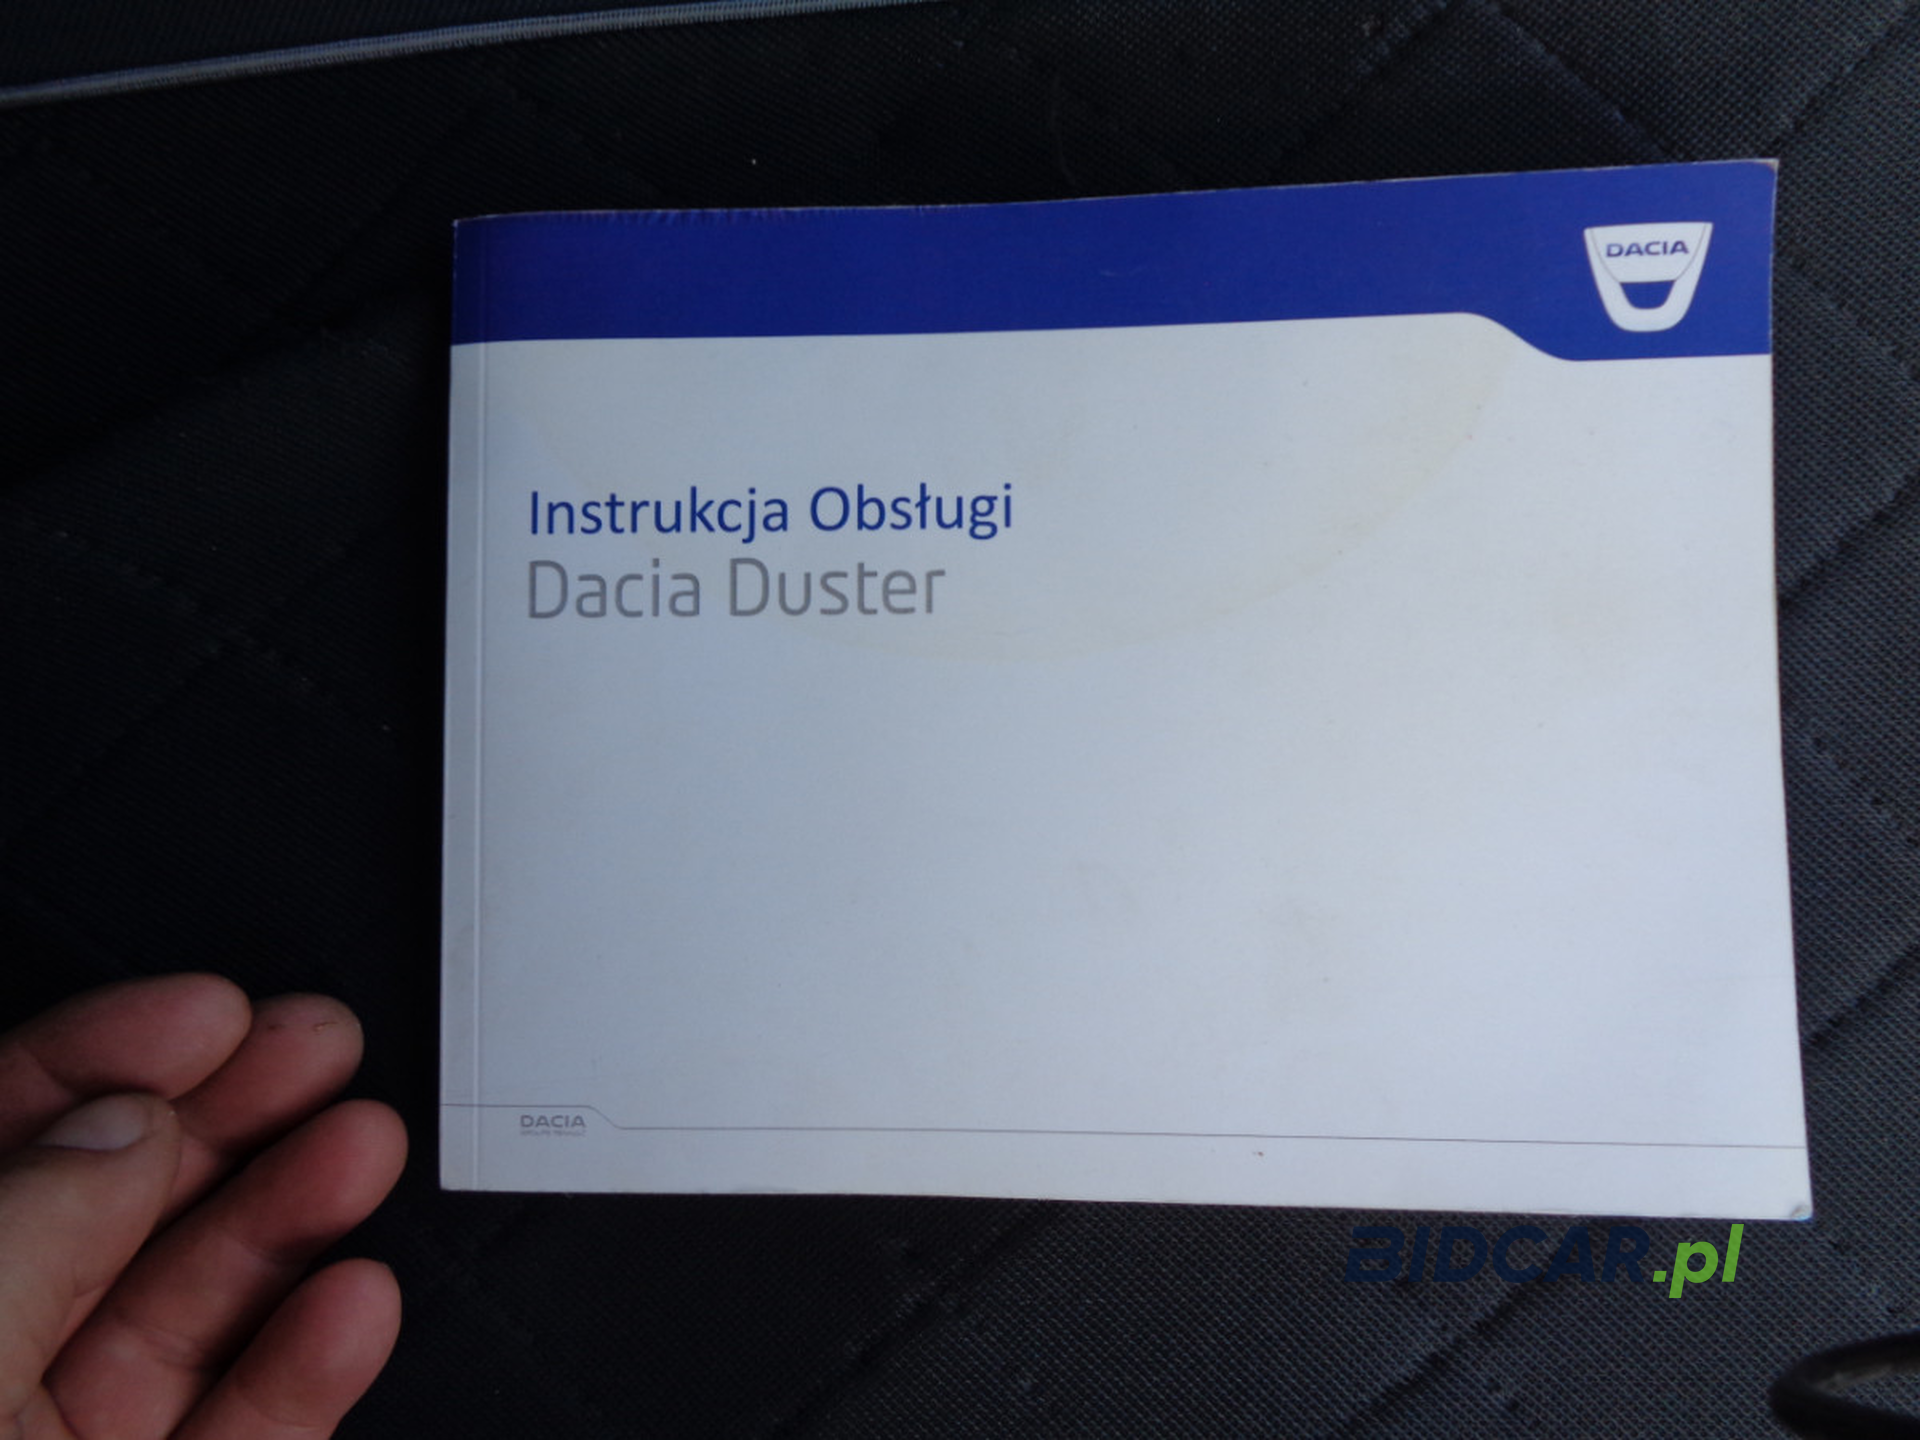 DACIA
Instrukcja Obsługi
Dacia Duster
DACIA
BIDCAR.pl